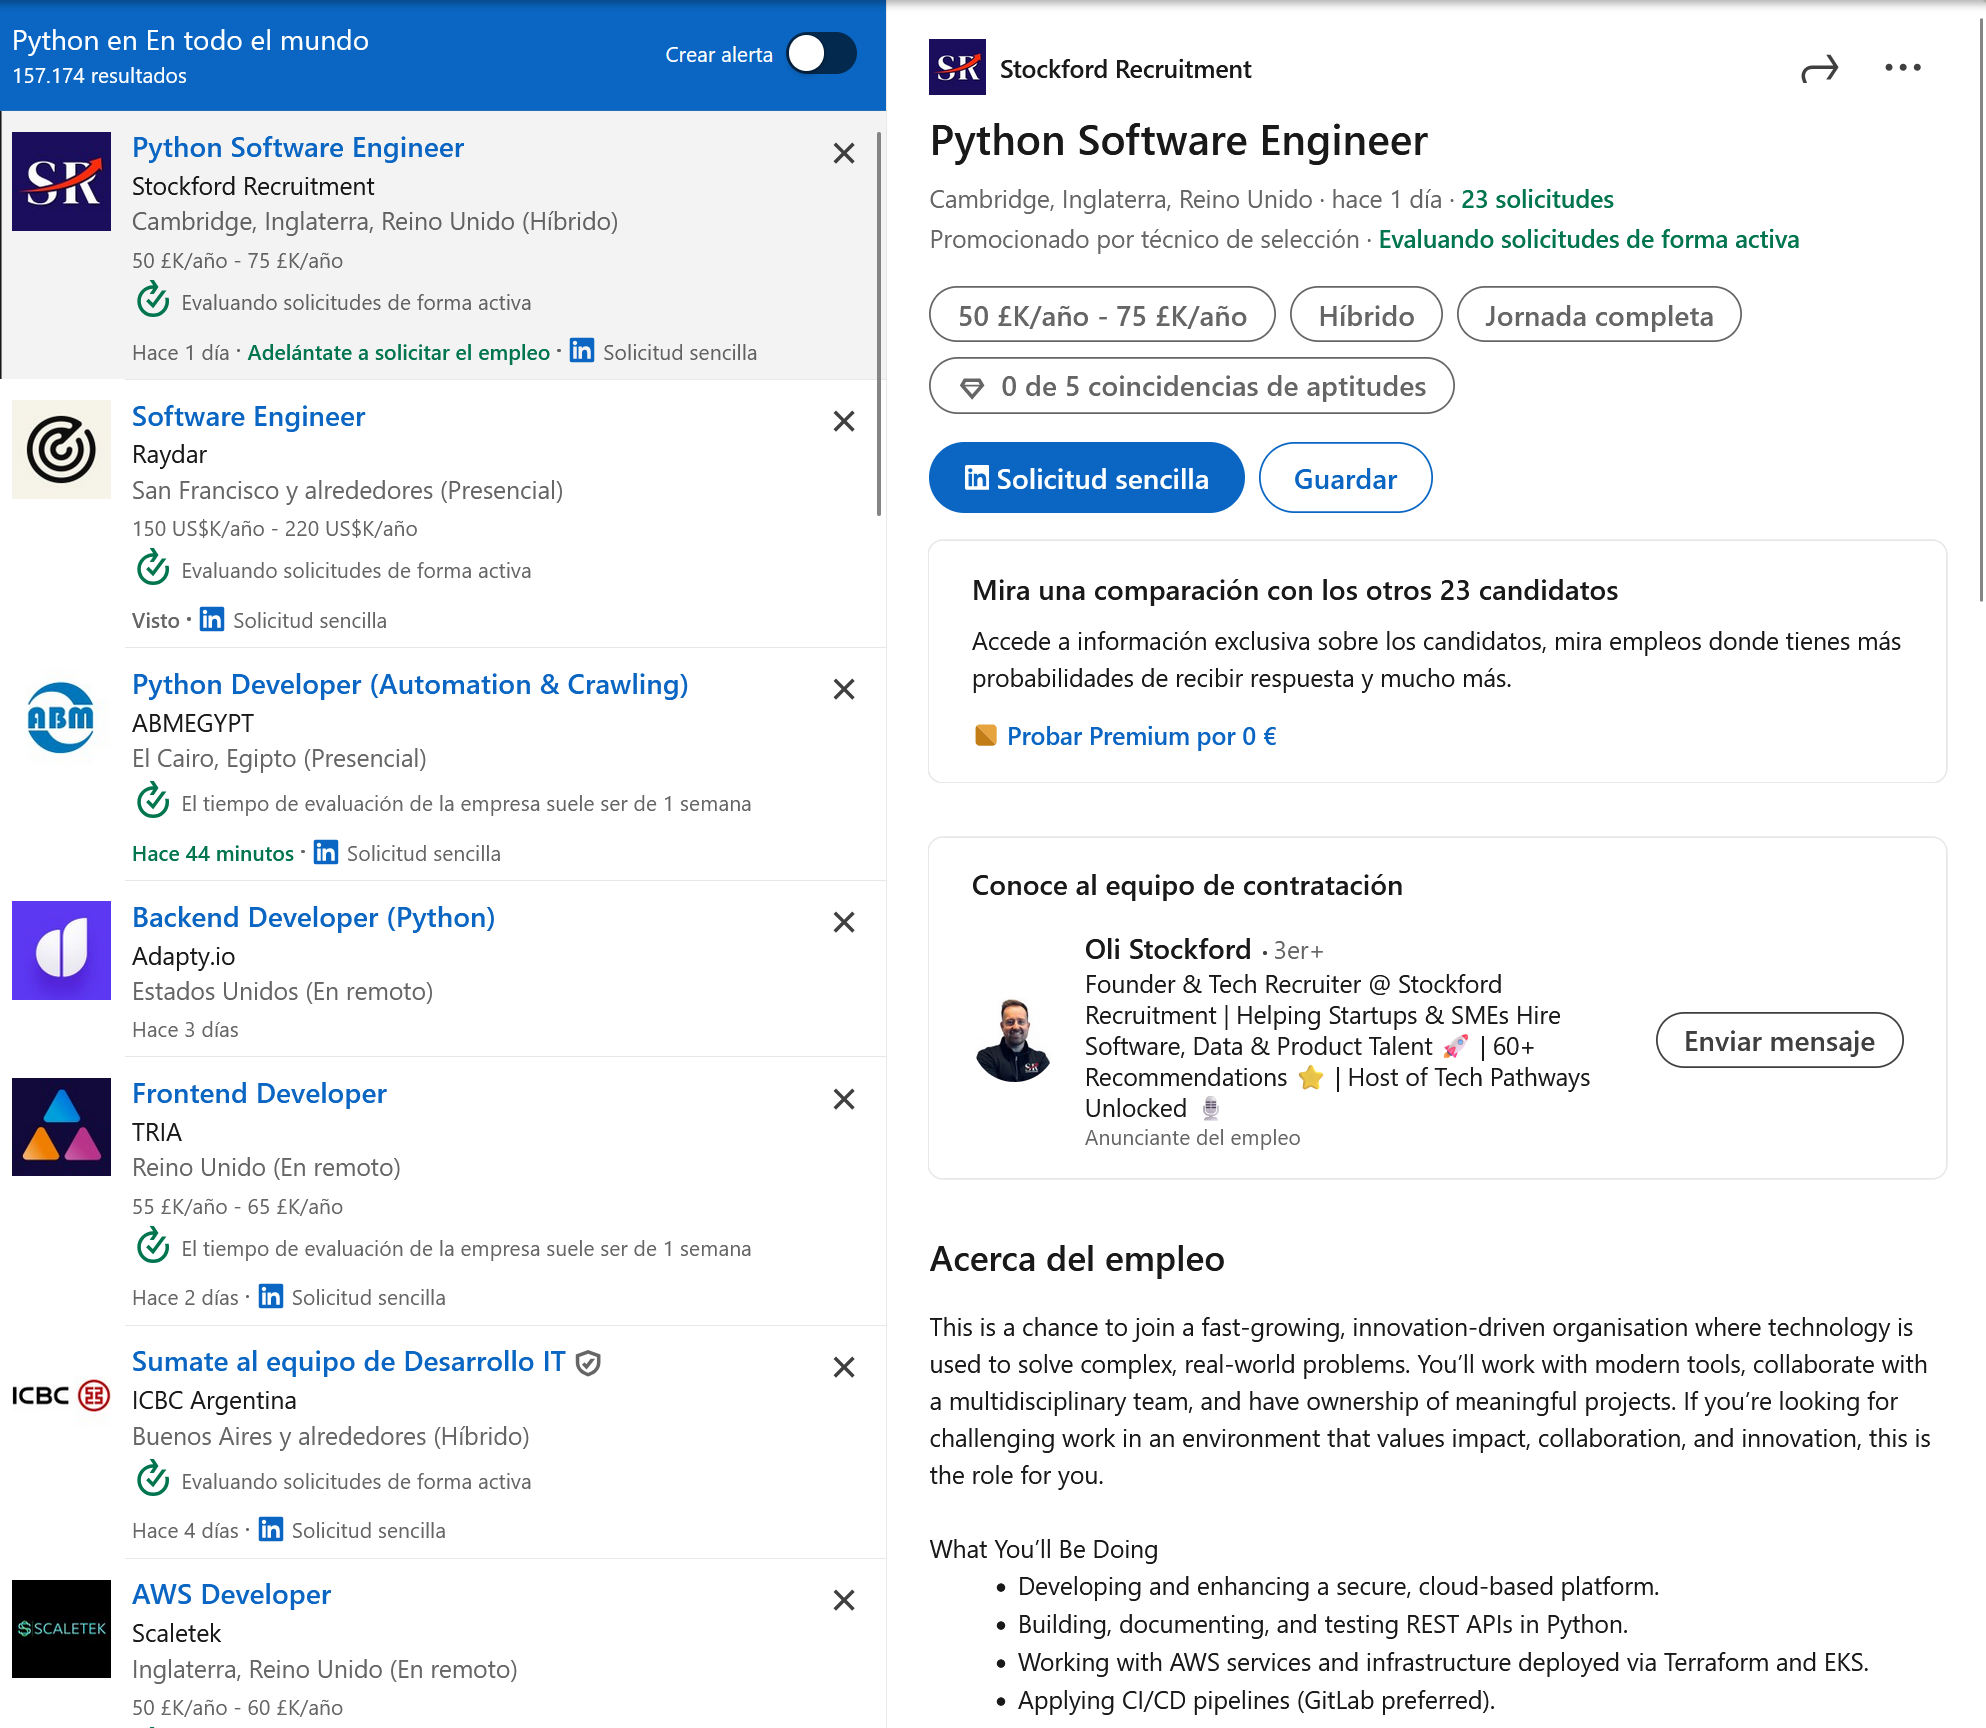 Python en En todo el mundo
157.174 resultados
Crear alerta
SR
Python Software Engineer
Stockford Recruitment
Cambridge, Inglaterra, Reino Unido (Híbrido)
50 £K/año - 75 £K/año
Evaluando solicitudes de forma activa
Hace 1 día · Adelántate a solicitar el empleo · in Solicitud sencilla
Software Engineer
Raydar
San Francisco y alrededores (Presencial)
150 US$K/año - 220 US$K/año
Evaluando solicitudes de forma activa
Visto · in Solicitud sencilla
ABM
Python Developer (Automation & Crawling)
ABMEGYPT
El Cairo, Egipto (Presencial)
El tiempo de evaluación de la empresa suele ser de 1 semana
Hace 44 minutos · in Solicitud sencilla
Backend Developer (Python)
Adapty.io
Estados Unidos (En remoto)
Hace 3 días
Frontend Developer
TRIA
Reino Unido (En remoto)
55 £K/año - 65 £K/año
El tiempo de evaluación de la empresa suele ser de 1 semana
Hace 2 días · in Solicitud sencilla
ICBC
Sumate al equipo de Desarrollo IT
ICBC Argentina
Buenos Aires y alrededores (Híbrido)
Evaluando solicitudes de forma activa
Hace 4 días · in Solicitud sencilla
SCALETEK
AWS Developer
Scaletek
Inglaterra, Reino Unido (En remoto)
50 £K/año - 60 £K/año
SR
Stockford Recruitment
Python Software Engineer
Cambridge, Inglaterra, Reino Unido · hace 1 día · 23 solicitudes
Promocionado por técnico de selección · Evaluando solicitudes de forma activa
50 £K/año - 75 £K/año
Híbrido
Jornada completa
0 de 5 coincidencias de aptitudes
in Solicitud sencilla
Guardar
Mira una comparación con los otros 23 candidatos
Accede a información exclusiva sobre los candidatos, mira empleos donde tienes más
probabilidades de recibir respuesta y mucho más.
Probar Premium por 0 €
Conoce al equipo de contratación
Oli Stockford · 3er+
Founder & Tech Recruiter @ Stockford
Recruitment | Helping Startups & SMEs Hire
Software, Data & Product Talent 🚀 | 60+
Recommendations ⭐ | Host of Tech Pathways
Unlocked 🎙️
Anunciante del empleo
Enviar mensaje
Acerca del empleo
This is a chance to join a fast-growing, innovation-driven organisation where technology is
used to solve complex, real-world problems. You’ll work with modern tools, collaborate with
a multidisciplinary team, and have ownership of meaningful projects. If you’re looking for
challenging work in an environment that values impact, collaboration, and innovation, this is
the role for you.
What You’ll Be Doing
• Developing and enhancing a secure, cloud-based platform.
• Building, documenting, and testing REST APIs in Python.
• Working with AWS services and infrastructure deployed via Terraform and EKS.
• Applying CI/CD pipelines (GitLab preferred).